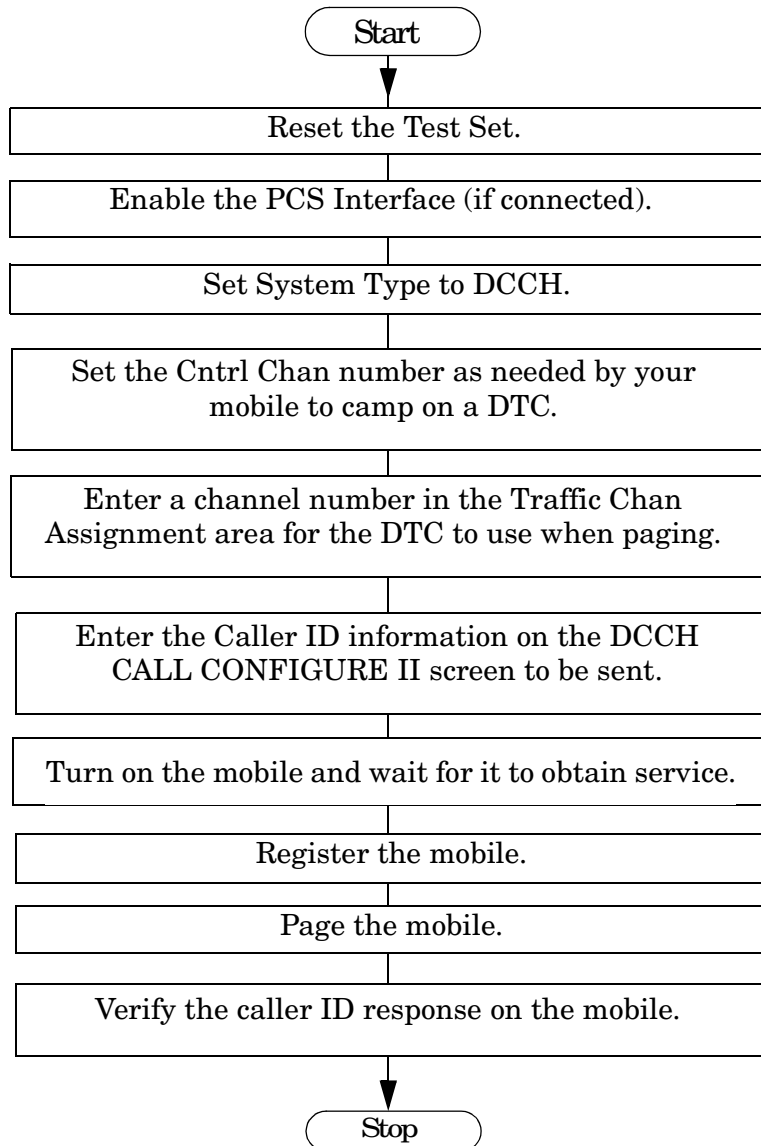 Start
Reset the Test Set.
Enable the PCS Interface (if connected).
Set System Type to DCCH.
Set the Cntrl Chan number as needed by your
mobile to camp on a DTC.
Enter a channel number in the Traffic Chan
Assignment area for the DTC to use when paging.
Enter the Caller ID information on the DCCH
CALL CONFIGURE II screen to be sent.
Turn on the mobile and wait for it to obtain service.
Register the mobile.
Page the mobile.
Verify the caller ID response on the mobile.
Stop